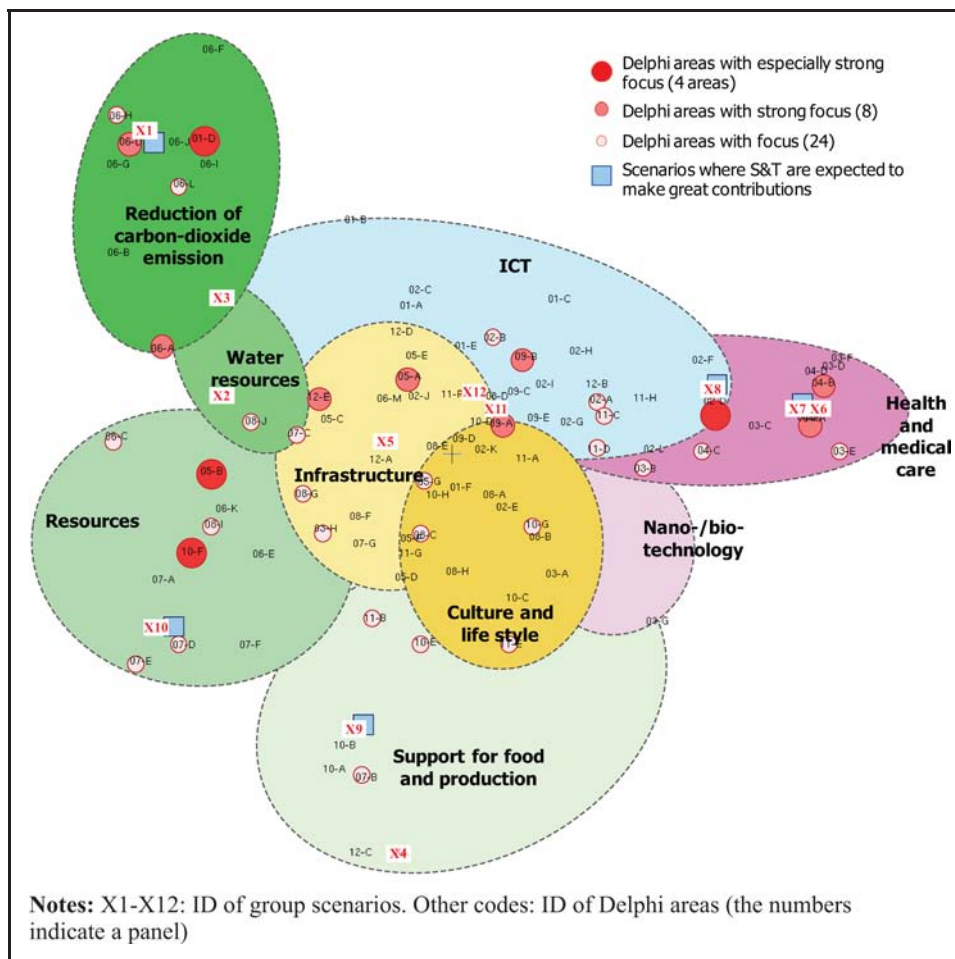 06-F
Delphi areas with especially strong
focus (4 areas)
Delphi areas with strong focus (8)
Delphi areas with focus (24)
Scenarios where S&T are expected to
make great contributions
06-H
X1
06-D
06-J
01-D
06-G
06-I
06-L
Reduction of
carbon-dioxide
emission
06-B
01-B
ICT
X3
02-C
01-A
01-C
12-D
06-A
Water
resources
05-E
01-E
02-B
09-B
02-H
02-F
03-F
03-D
04-D
04-B
05-A
X2
12-E
06-M
02-J
X12
09-C
02-I
12-B
02-A
11-H
X8
X7 X6
Health
and
medical
care
08-J
05-C
X11
09-A
09-E
02-G
11-C
03-C
07-C
X5
08-E
09-D
02-K
11-D
04-C
03-E
12-A
11-A
03-B
05-B
Infrastructure
01-F
10-H
08-A
02-E
08-G
06-K
08-I
Resources
08-F
03-H
10-G
08-B
Nano-/bio-
technology
10-F
06-E
07-G
11-G
07-A
05-D
08-H
03-A
10-C
X10
11-B
Culture and
life style
03-G
07-D
07-F
10-E
07-E
X9
10-B
Support for food
and production
10-A
07-B
12-C
X4
Notes: X1-X12: ID of group scenarios. Other codes: ID of Delphi areas (the numbers
indicate a panel)